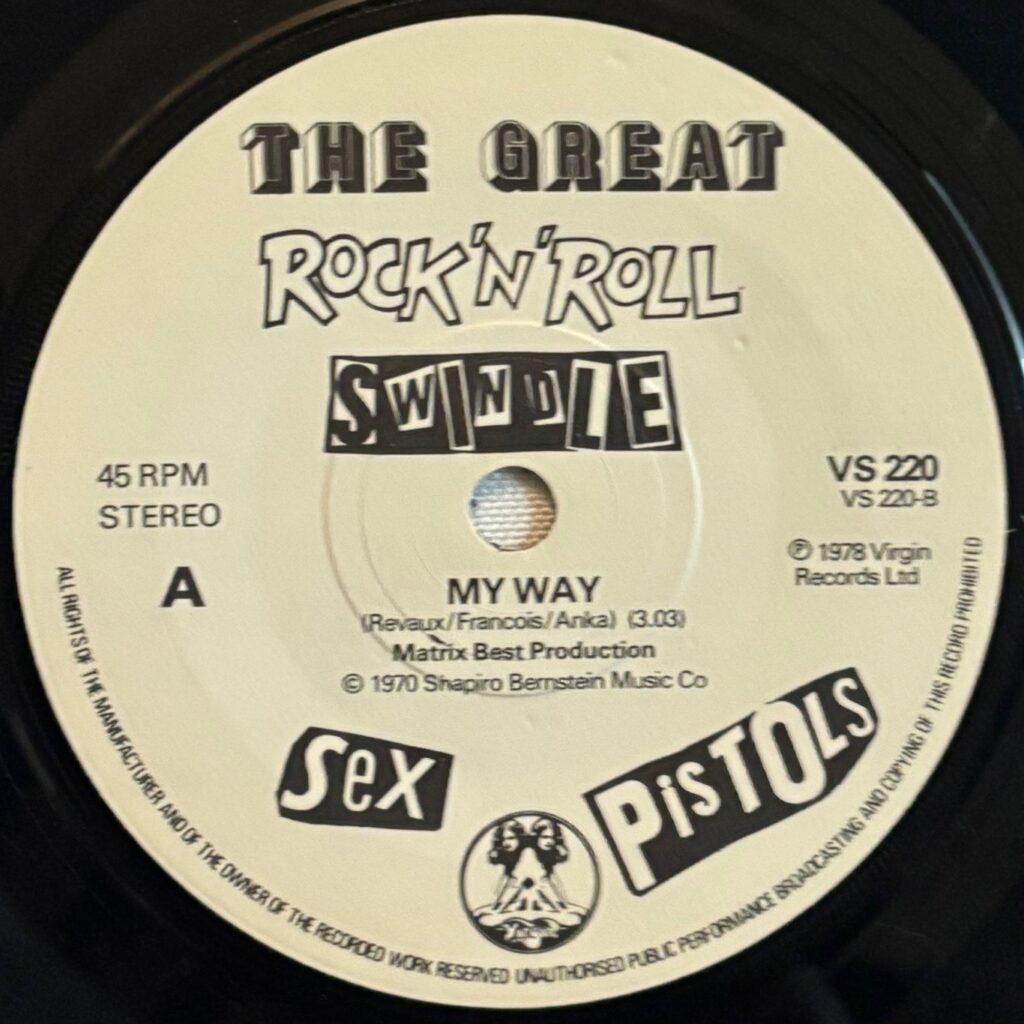 THE GREAT
ROCK 'N' ROLL
SWINDLE
45 RPM
STEREO
A
VS 220
VS 220-B
℗ 1978 Virgin
Records Ltd
MY WAY
(Revaux/Francois/Anka) (3.03)
Matrix Best Production
© 1970 Shapiro Bernstein Music Co
SEX
PiSTOLS
Virgin
ALL RIGHTS OF THE MANUFACTURER AND OF THE OWNER OF THE RECORDED WORK RESERVED UNAUTHORISED PUBLIC PERFORMANCE BROADCASTING AND COPYING OF THIS RECORD PROHIBITED